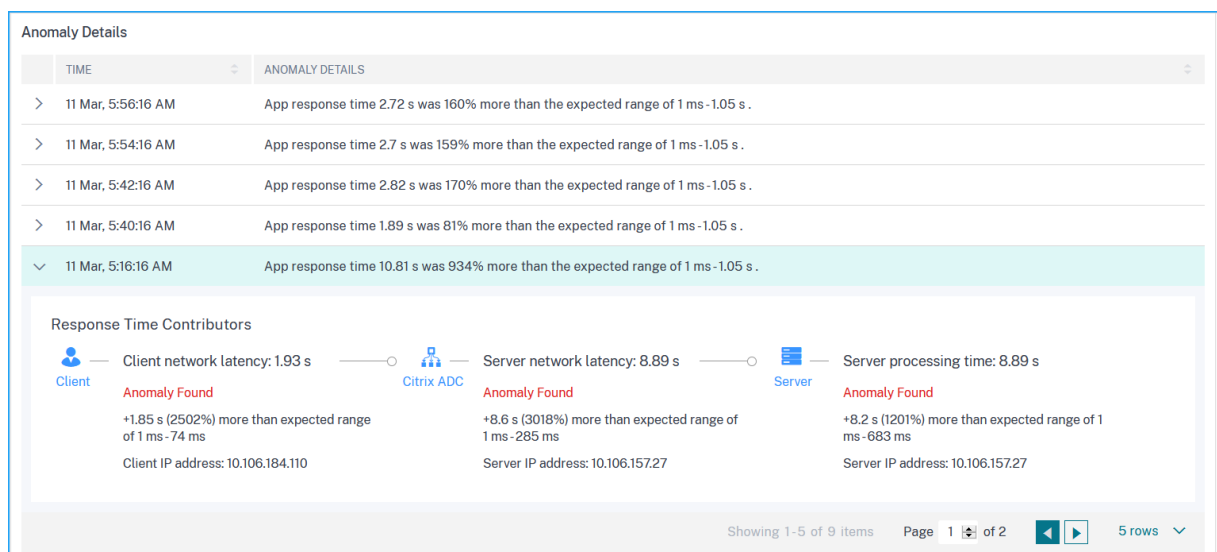 Anomaly Details
TIME ANOMALY DETAILS
11 Mar, 5:56:16 AM App response time 2.72 s was 160% more than the expected range of 1 ms - 1.05 s .
11 Mar, 5:54:16 AM App response time 2.7 s was 159% more than the expected range of 1 ms - 1.05 s .
11 Mar, 5:42:16 AM App response time 2.82 s was 170% more than the expected range of 1 ms - 1.05 s .
11 Mar, 5:40:16 AM App response time 1.89 s was 81% more than the expected range of 1 ms - 1.05 s .
11 Mar, 5:16:16 AM App response time 10.81 s was 934% more than the expected range of 1 ms - 1.05 s .
Response Time Contributors
Client
Client network latency: 1.93 s
Anomaly Found
+1.85 s (2502%) more than expected range
of 1 ms - 74 ms
Client IP address: 10.106.184.110
Citrix ADC
Server network latency: 8.89 s
Anomaly Found
+8.6 s (3018%) more than expected range of
1 ms - 285 ms
Server IP address: 10.106.157.27
Server
Server processing time: 8.89 s
Anomaly Found
+8.2 s (1201%) more than expected range of 1
ms - 683 ms
Server IP address: 10.106.157.27
Showing 1 - 5 of 9 items Page 1 of 2 5 rows